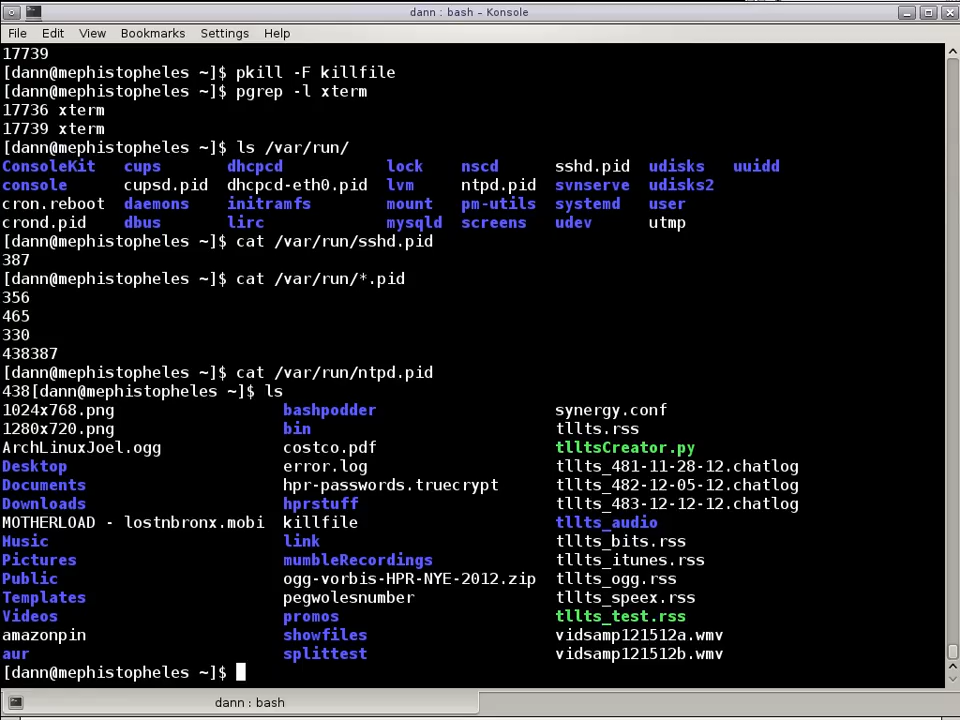 dann : bash – Konsole
File Edit View Bookmarks Settings Help
17739
[dann@mephistopheles ~]$ pkill -F killfile
[dann@mephistopheles ~]$ pgrep -l xterm
17736 xterm
17739 xterm
[dann@mephistopheles ~]$ ls /var/run/
ConsoleKit cups dhcpcd lock nscd sshd.pid udisks uuidd
console cupsd.pid dhcpcd-eth0.pid lvm ntpd.pid svnserve udisks2
cron.reboot daemons initramfs mount pm-utils systemd user
crond.pid dbus lirc mysqld screens udev utmp
[dann@mephistopheles ~]$ cat /var/run/sshd.pid
387
[dann@mephistopheles ~]$ cat /var/run/*.pid
356
465
330
438387
[dann@mephistopheles ~]$ cat /var/run/ntpd.pid
438[dann@mephistopheles ~]$ ls
1024x768.png bashpodder synergy.conf
1280x720.png bin tllts.rss
ArchLinuxJoel.ogg costco.pdf tlltsCreator.py
Desktop error.log tllts_481-11-28-12.chatlog
Documents hpr-passwords.truecrypt tllts_482-12-05-12.chatlog
Downloads hprstuff tllts_483-12-12-12.chatlog
MOTHERLOAD - lostnbronx.mobi killfile tllts_audio
Music link tllts_bits.rss
Pictures mumbleRecordings tllts_itunes.rss
Public ogg-vorbis-HPR-NYE-2012.zip tllts_ogg.rss
Templates pegwolesnumber tllts_speex.rss
Videos promos tllts_test.rss
amazonpin showfiles vidsamp121512a.wmv
aur splittest vidsamp121512b.wmv
[dann@mephistopheles ~]$
dann : bash